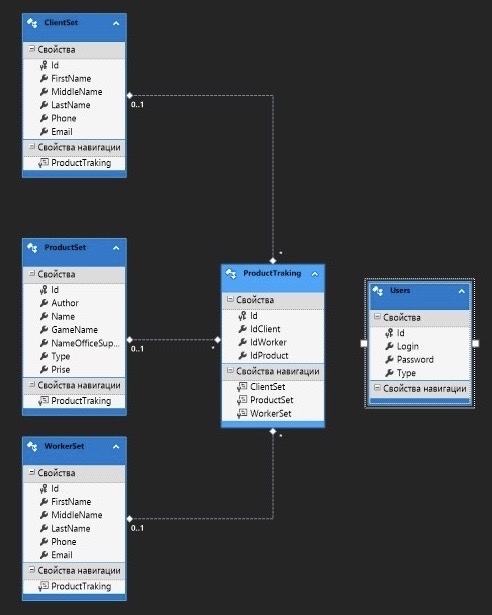 ClientSet
Свойства
Id
FirstName
MiddleName
LastName
Phone
Email
Свойства навигации
ProductTraking
0..1
*
ProductSet
Свойства
Id
Author
Name
GameName
NameOfficeSup...
Type
Prise
Свойства навигации
ProductTraking
0..1
*
ProductTraking
Свойства
Id
IdClient
IdWorker
IdProduct
Свойства навигации
ClientSet
ProductSet
WorkerSet
*
Users
Свойства
Id
Login
Password
Type
Свойства навигации
WorkerSet
Свойства
Id
FirstName
MiddleName
LastName
Phone
Email
Свойства навигации
ProductTraking
0..1